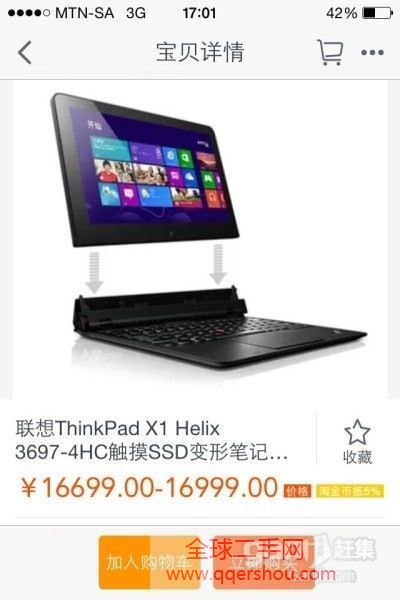 MTN-SA 3G 17:01 42%
宝贝详情
开始
联想ThinkPad X1 Helix
3697-4HC触摸SSD变形笔记...
收藏
￥16699.00-16999.00 价格 淘金币抵5%
加入购物车 立即购买
全球二手网
www.qqershou.com
赶集